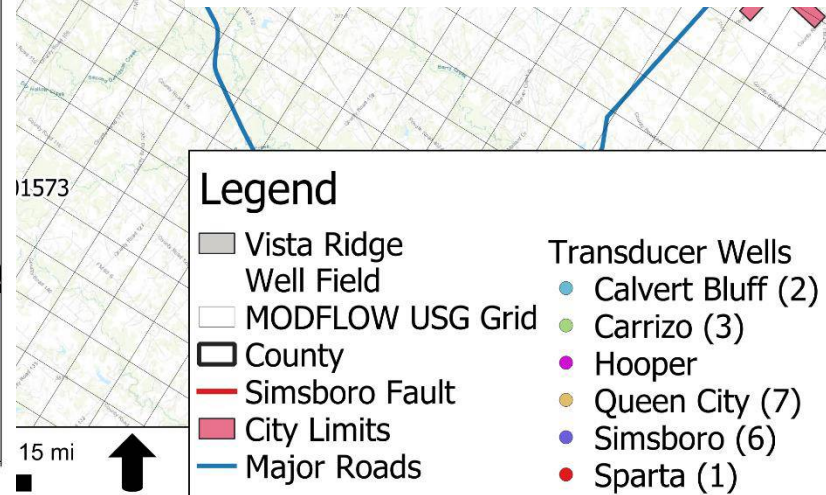 01573
Legend
Vista Ridge
Well Field
MODFLOW USG Grid
County
Simsboro Fault
City Limits
Major Roads
Transducer Wells
Calvert Bluff (2)
Carrizo (3)
Hooper
Queen City (7)
Simsboro (6)
Sparta (1)
15 mi